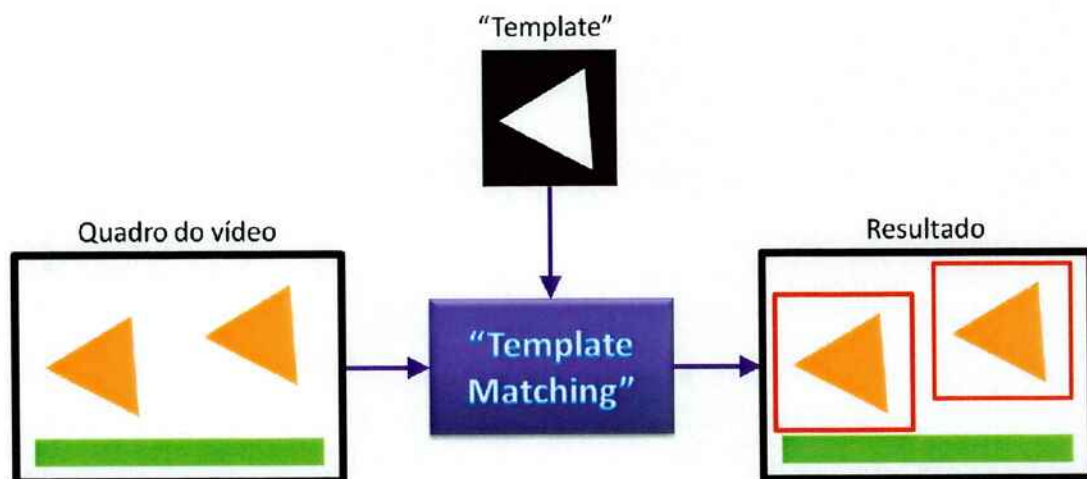 “Template”
Quadro do vídeo
Resultado
“Template
Matching”